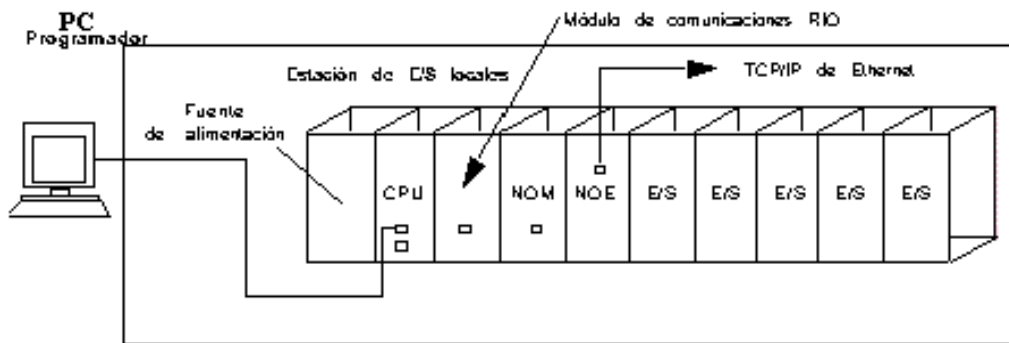 PC
Programador
Módulo de comunicaciones RIO
Estación de E/S locales
TCP/IP de Ethernet
Fuente
de alimentación
CPU
NOM
NOE
E/S
E/S
E/S
E/S
E/S